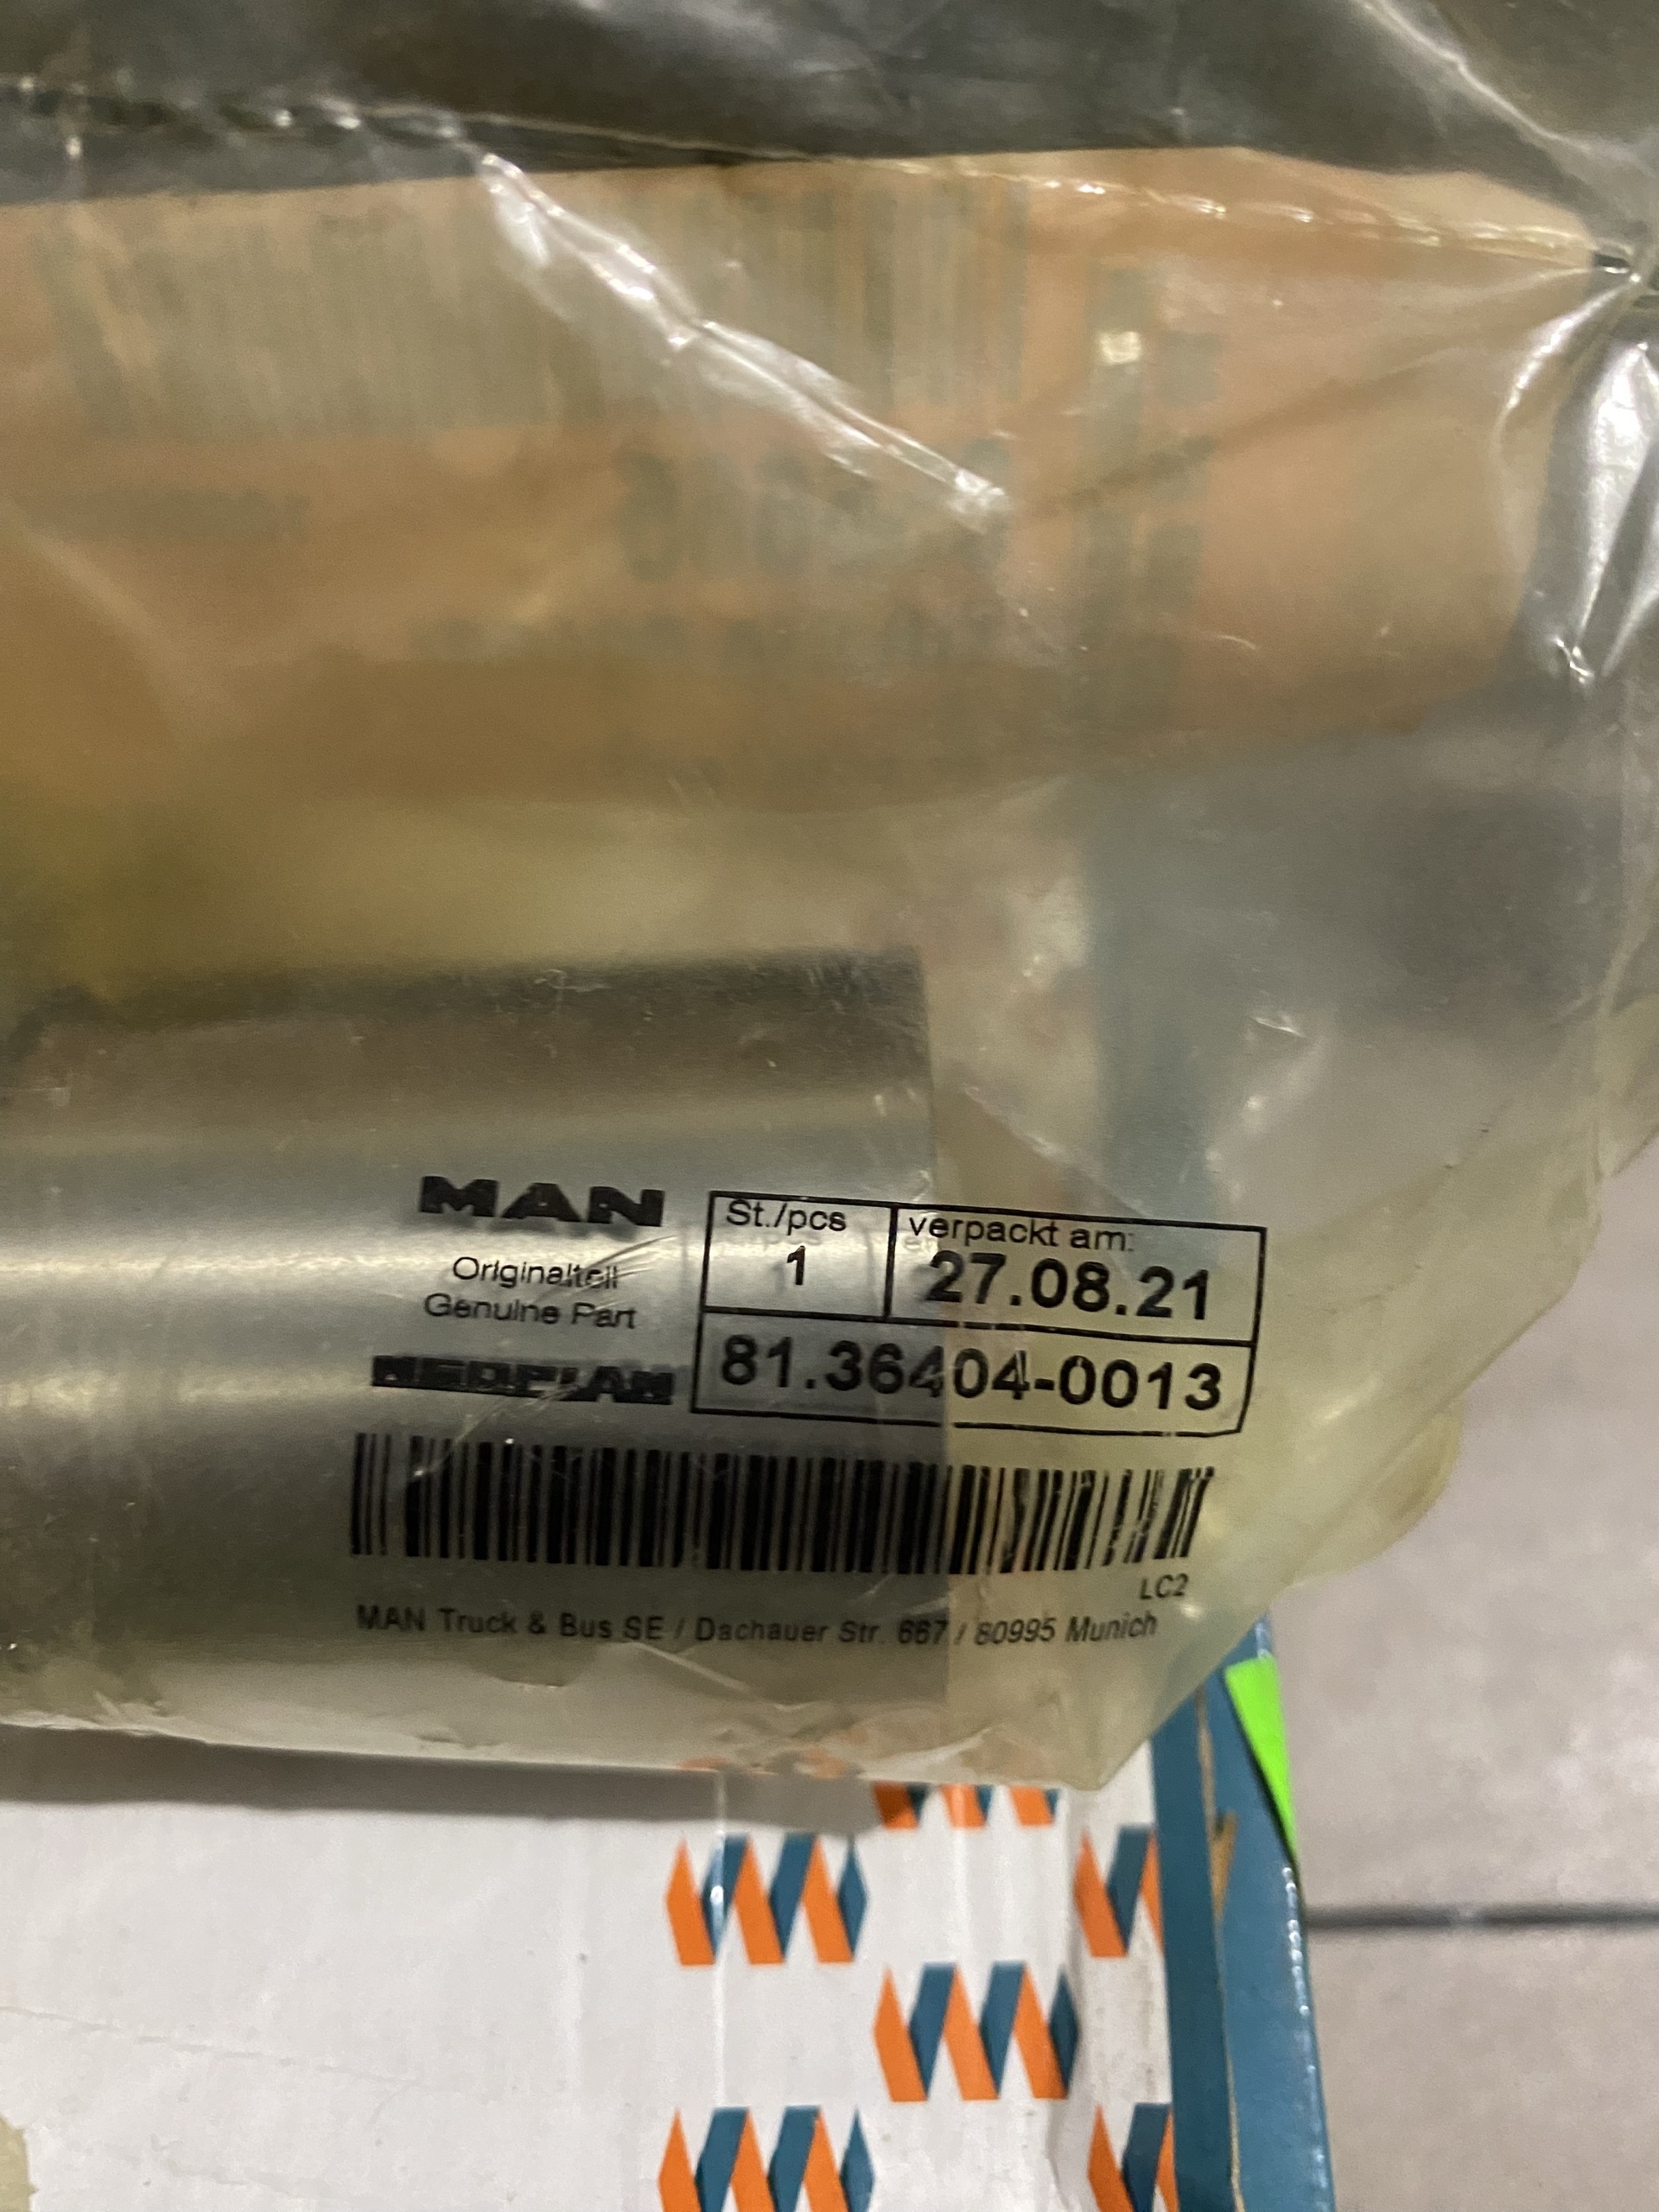 MAN
Originalteil
Genuine Part
NEOPLAN
St./pcs
1
verpackt am:
27.08.21
81.36404-0013
LC2
MAN Truck & Bus SE / Dachauer Str. 667 / 80995 Munich